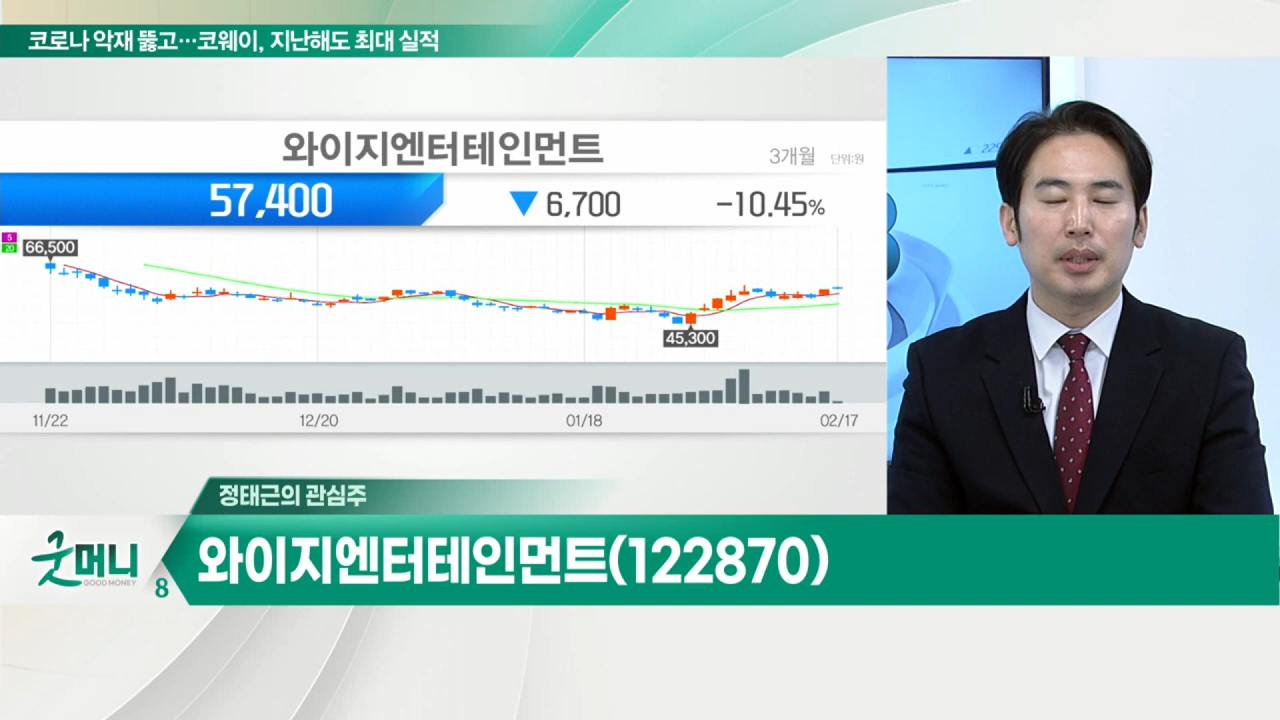 코로나 악재 뚫고…코웨이, 지난해도 최대 실적
와이지엔터테인먼트
3개월 단위:원
57,400 ▼ 6,700 -10.45%
5
20
66,500
45,300
11/22 12/20 01/18 02/17
▲ 229
정태근의 관심주
굿머니
GOOD MONEY
8
와이지엔터테인먼트(122870)